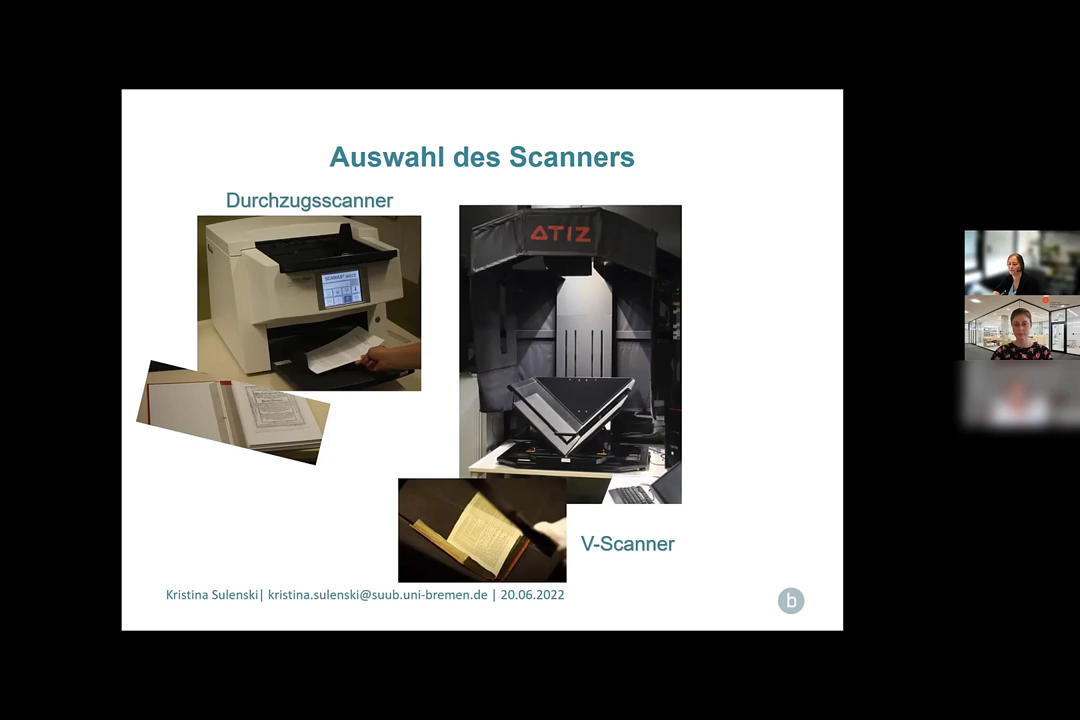 Auswahl des Scanners
Durchzugsscanner
ATIZ
V-Scanner
Kristina Sulenski| kristina.sulenski@suub.uni-bremen.de | 20.06.2022
b